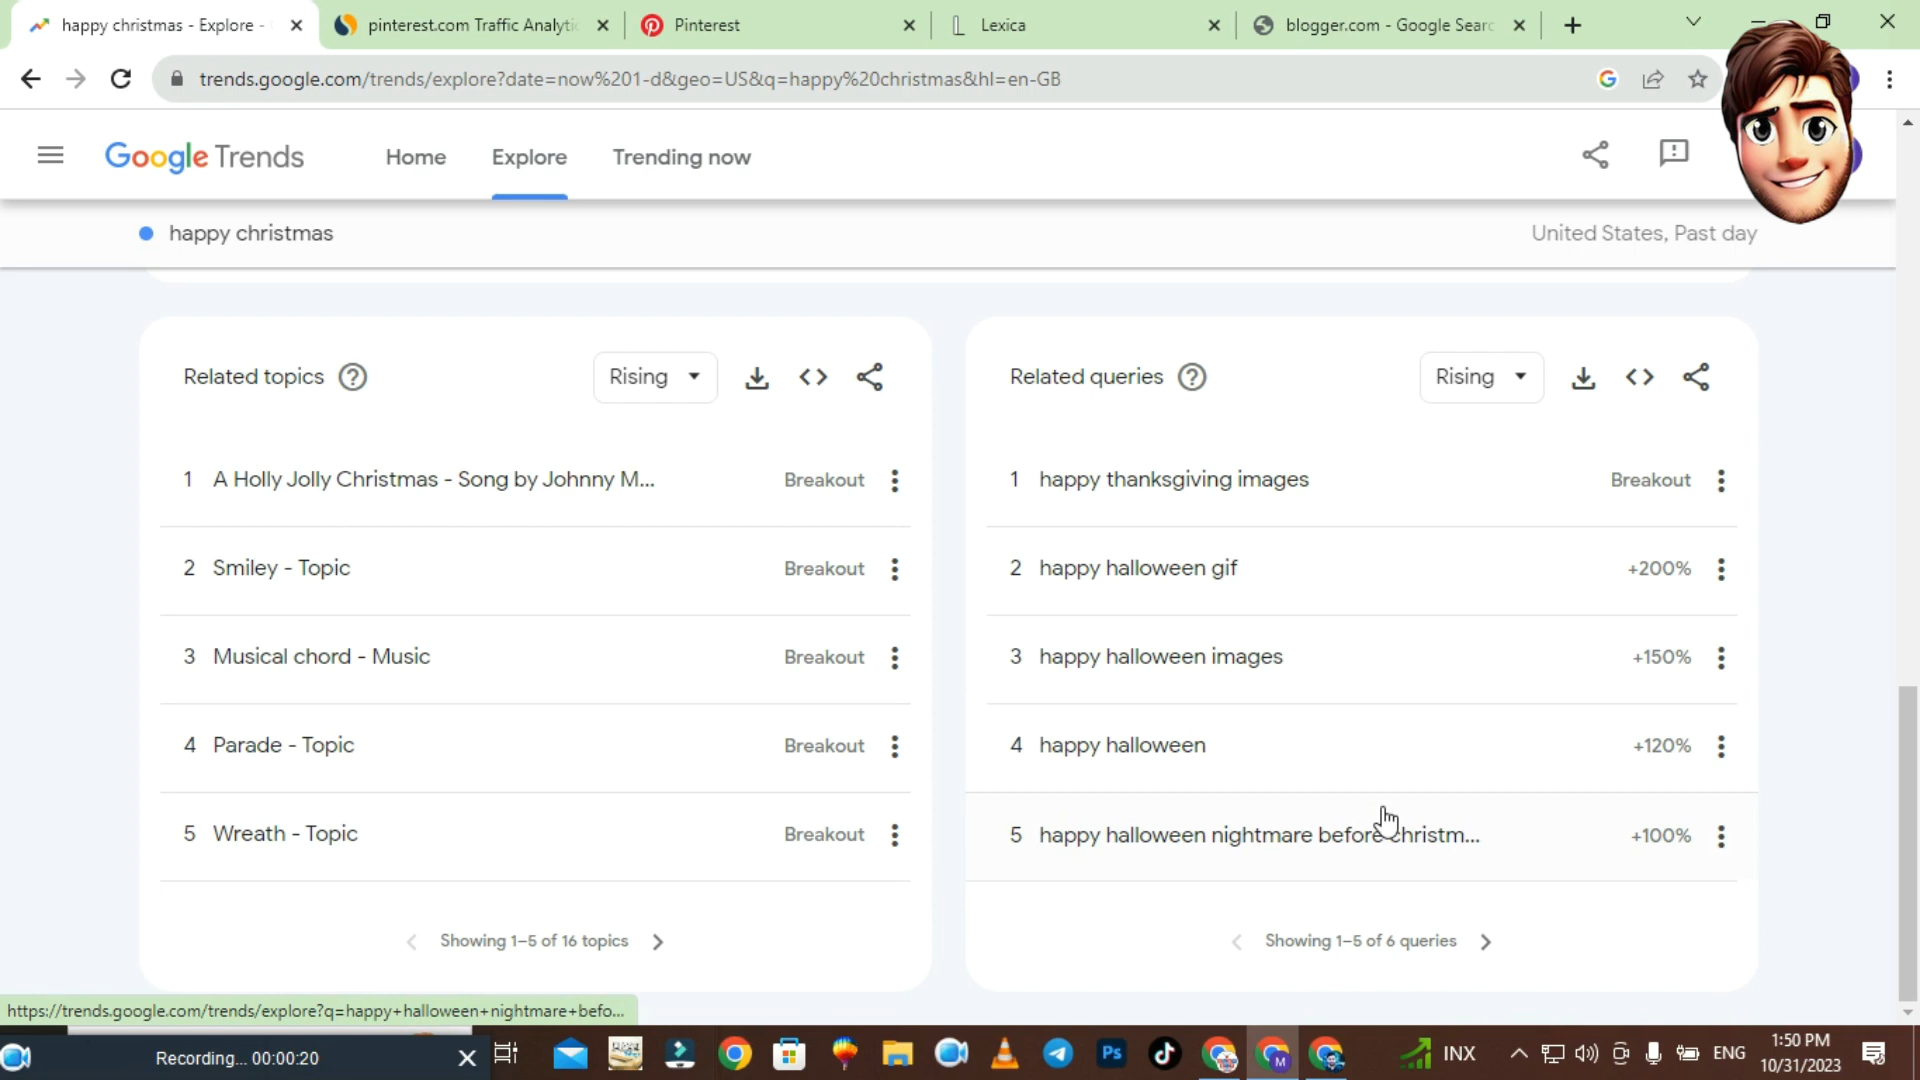 happy christmas - Explore -
pinterest.com Traffic Analytic
Pinterest
Lexica
blogger.com - Google Searc
trends.google.com/trends/explore?date=now%201-d&geo=US&q=happy%20christmas&hl=en-GB
Google Trends
Home
Explore
Trending now
happy christmas
United States, Past day
Related topics
Rising
1 A Holly Jolly Christmas - Song by Johnny M... Breakout
2 Smiley - Topic Breakout
3 Musical chord - Music Breakout
4 Parade - Topic Breakout
5 Wreath - Topic Breakout
Showing 1–5 of 16 topics
Related queries
Rising
1 happy thanksgiving images Breakout
2 happy halloween gif +200%
3 happy halloween images +150%
4 happy halloween +120%
5 happy halloween nightmare before christm... +100%
Showing 1–5 of 6 queries
https://trends.google.com/trends/explore?q=happy+halloween+nightmare+befo...
Recording... 00:00:20
Ps
M
INX
ENG
1:50 PM
10/31/2023